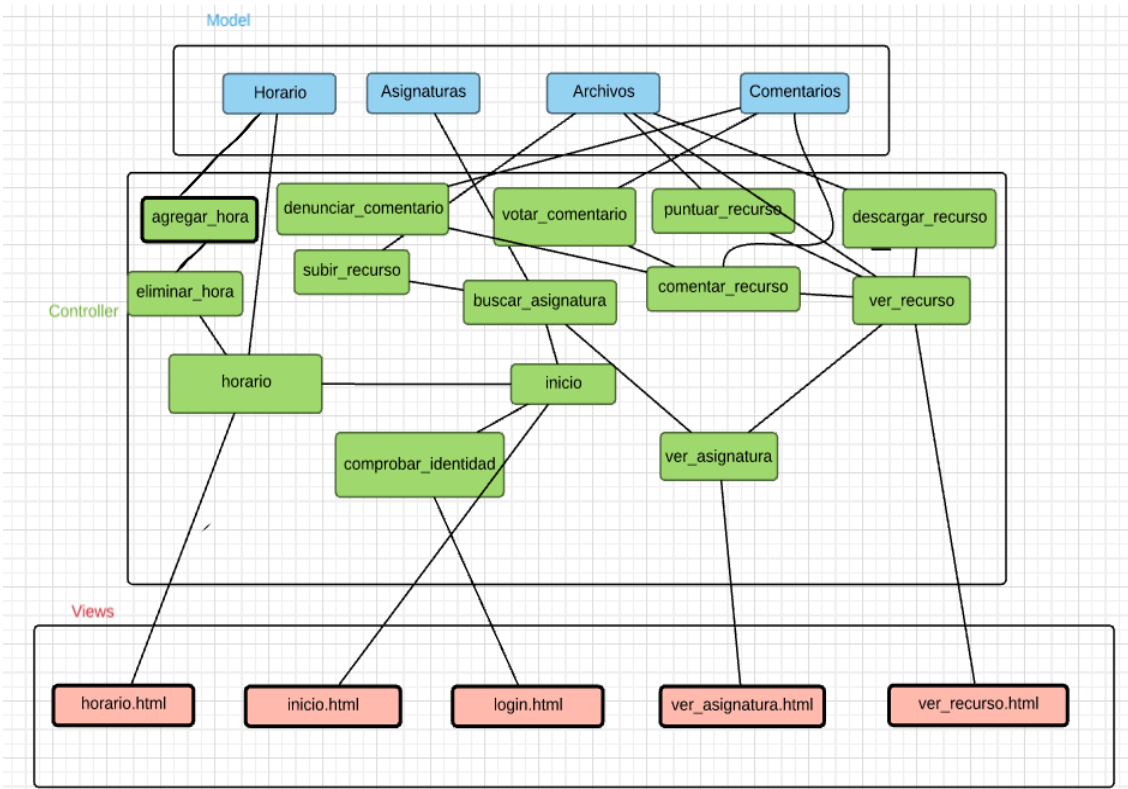 Model
Horario
Asignaturas
Archivos
Comentarios
agregar_hora
denunciar_comentario
votar_comentario
puntuar_recurso
descargar_recurso
subir_recurso
eliminar_hora
buscar_asignatura
comentar_recurso
ver_recurso
Controller
horario
inicio
comprobar_identidad
ver_asignatura
Views
horario.html
inicio.html
login.html
ver_asignatura.html
ver_recurso.html